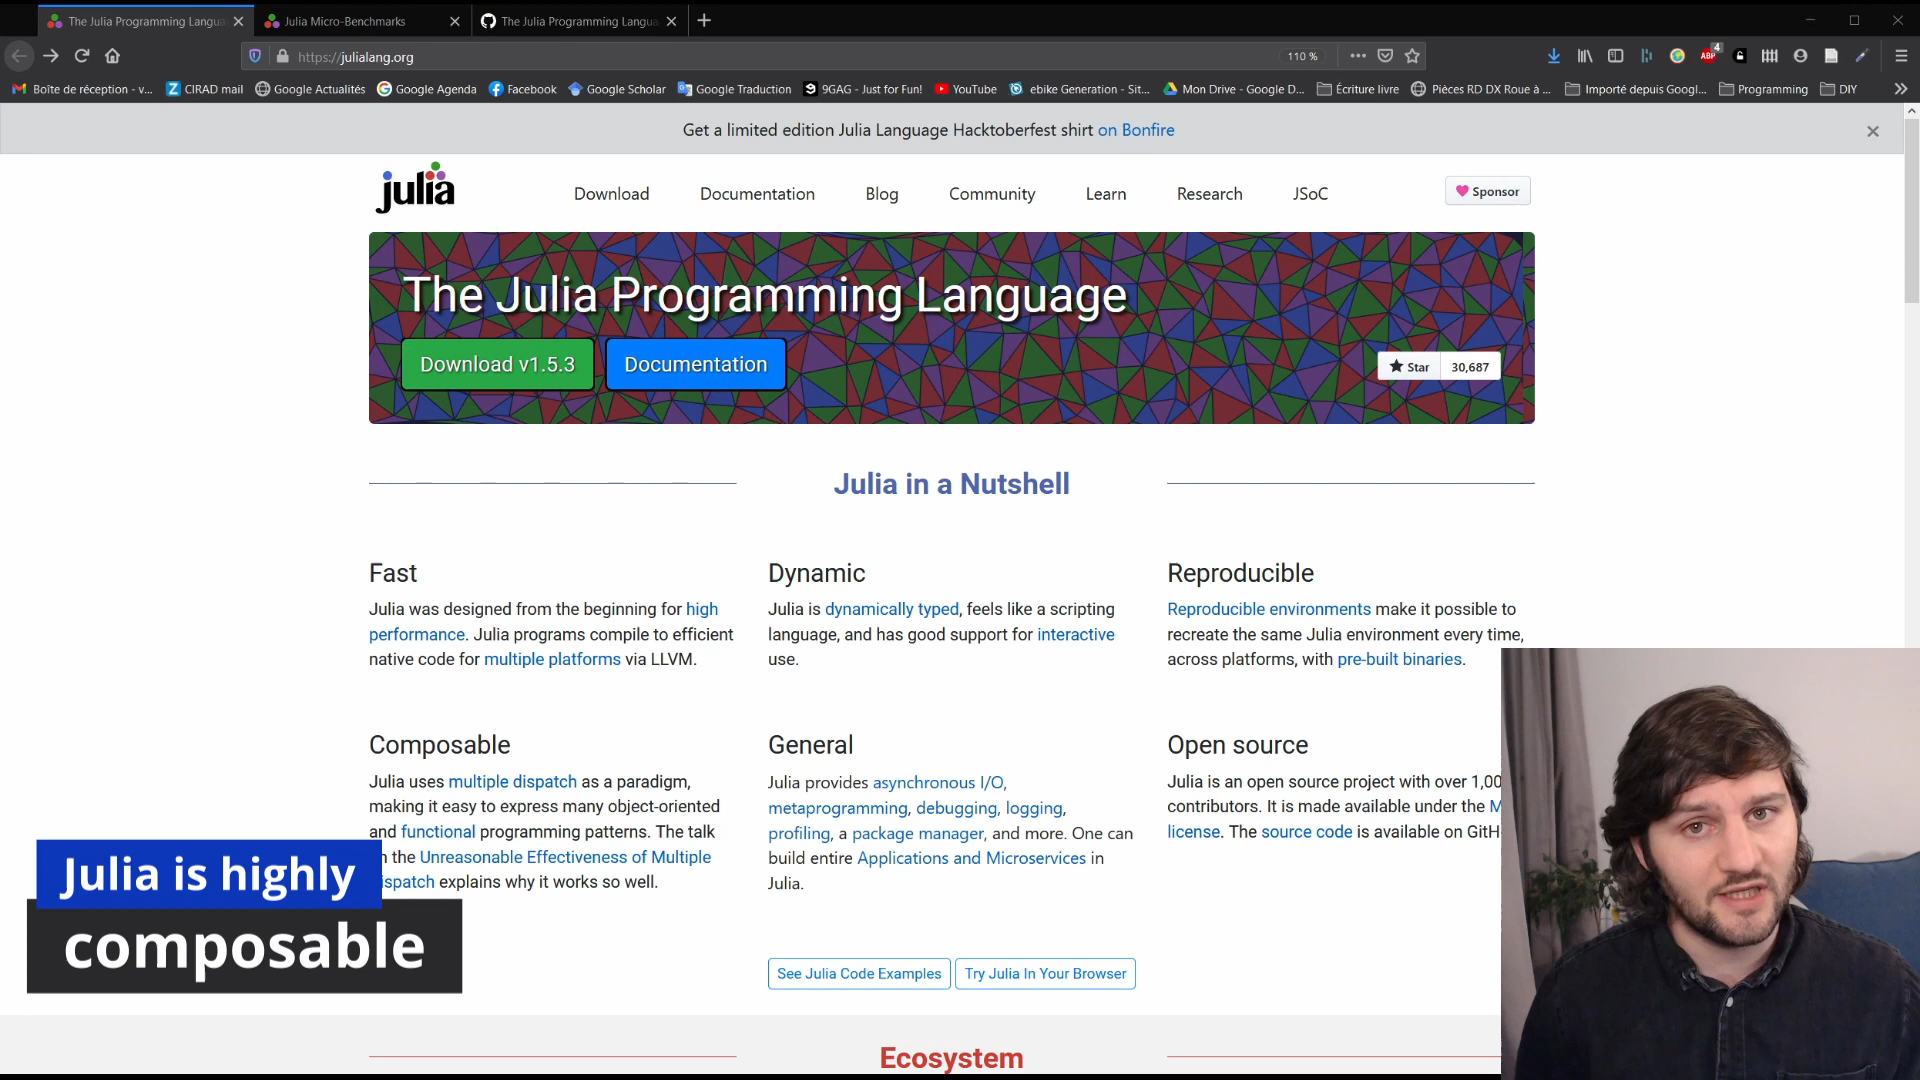 The Julia Programming Langua
Julia Micro-Benchmarks
The Julia Programming Langua
https://julialang.org
110 %
ABP
4
Boîte de réception - v...
CIRAD mail
Google Actualités
Google Agenda
Facebook
Google Scholar
Google Traduction
9GAG - Just for Fun!
YouTube
ebike Generation - Sit...
Mon Drive - Google D...
Écriture livre
Pièces RD DX Roue à ...
Importé depuis Googl...
Programming
DIY
Get a limited edition Julia Language Hacktoberfest shirt on Bonfire
julia
Download
Documentation
Blog
Community
Learn
Research
JSoC
Sponsor
The Julia Programming Language
Download v1.5.3
Documentation
Star
30,687
Julia in a Nutshell
Fast
Julia was designed from the beginning for high
performance. Julia programs compile to efficient
native code for multiple platforms via LLVM.
Dynamic
Julia is dynamically typed, feels like a scripting
language, and has good support for interactive
use.
Reproducible
Reproducible environments make it possible to
recreate the same Julia environment every time,
across platforms, with pre-built binaries.
Composable
Julia uses multiple dispatch as a paradigm,
making it easy to express many object-oriented
and functional programming patterns. The talk
n the Unreasonable Effectiveness of Multiple
ispatch explains why it works so well.
General
Julia provides asynchronous I/O,
metaprogramming, debugging, logging,
profiling, a package manager, and more. One can
build entire Applications and Microservices in
Julia.
Open source
Julia is an open source project with over 1,00
contributors. It is made available under the M
license. The source code is available on GitH
Julia is highly
composable
See Julia Code Examples
Try Julia In Your Browser
Ecosystem